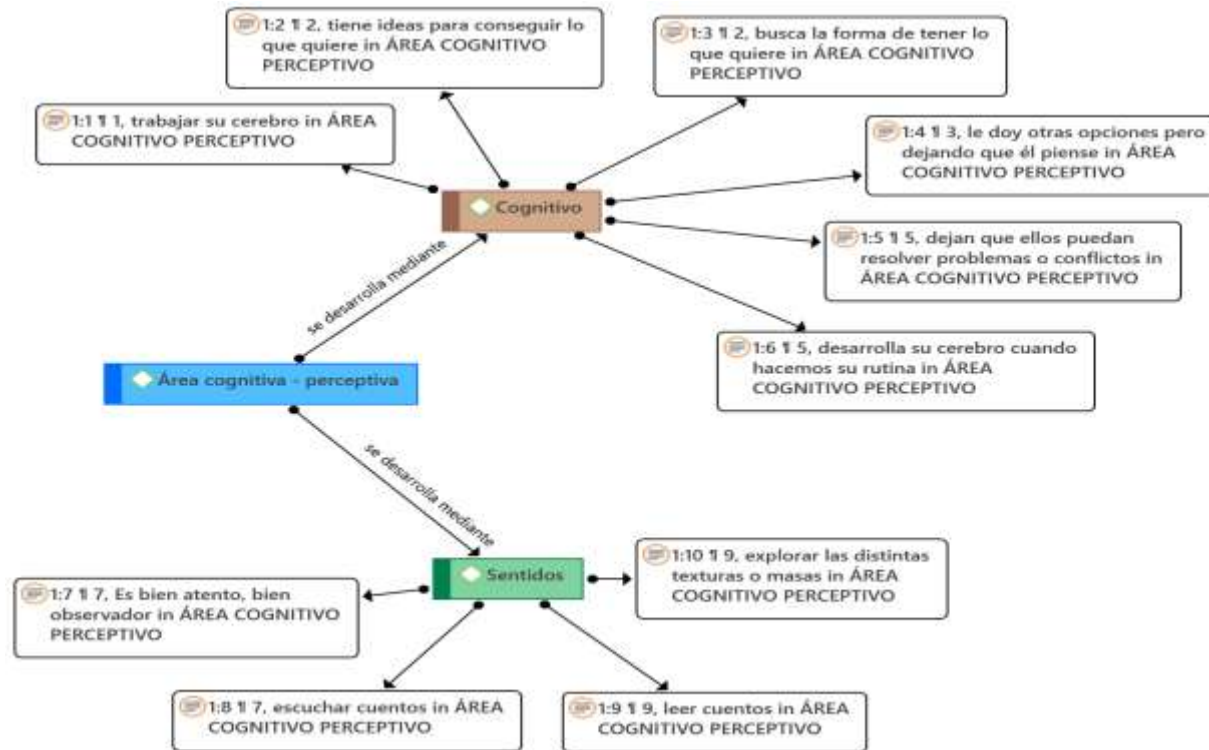 1:2 ¶ 2, tiene ideas para conseguir lo
que quiere in ÁREA COGNITIVO
PERCEPTIVO
1:3 ¶ 2, busca la forma de tener lo
que quiere in ÁREA COGNITIVO
PERCEPTIVO
1:1 ¶ 1, trabajar su cerebro in ÁREA
COGNITIVO PERCEPTIVO
1:4 ¶ 3, le doy otras opciones pero
dejando que él piense in ÁREA
COGNITIVO PERCEPTIVO
Cognitivo
1:5 ¶ 5, dejan que ellos puedan
resolver problemas o conflictos in
ÁREA COGNITIVO PERCEPTIVO
se desarrolla mediante
1:6 ¶ 5, desarrolla su cerebro cuando
hacemos su rutina in ÁREA
COGNITIVO PERCEPTIVO
Área cognitiva - perceptiva
se desarrolla mediante
1:10 ¶ 9, explorar las distintas
texturas o masas in ÁREA
COGNITIVO PERCEPTIVO
Sentidos
1:7 ¶ 7, Es bien atento, bien
observador in ÁREA COGNITIVO
PERCEPTIVO
1:8 ¶ 7, escuchar cuentos in ÁREA
COGNITIVO PERCEPTIVO
1:9 ¶ 9, leer cuentos in ÁREA
COGNITIVO PERCEPTIVO